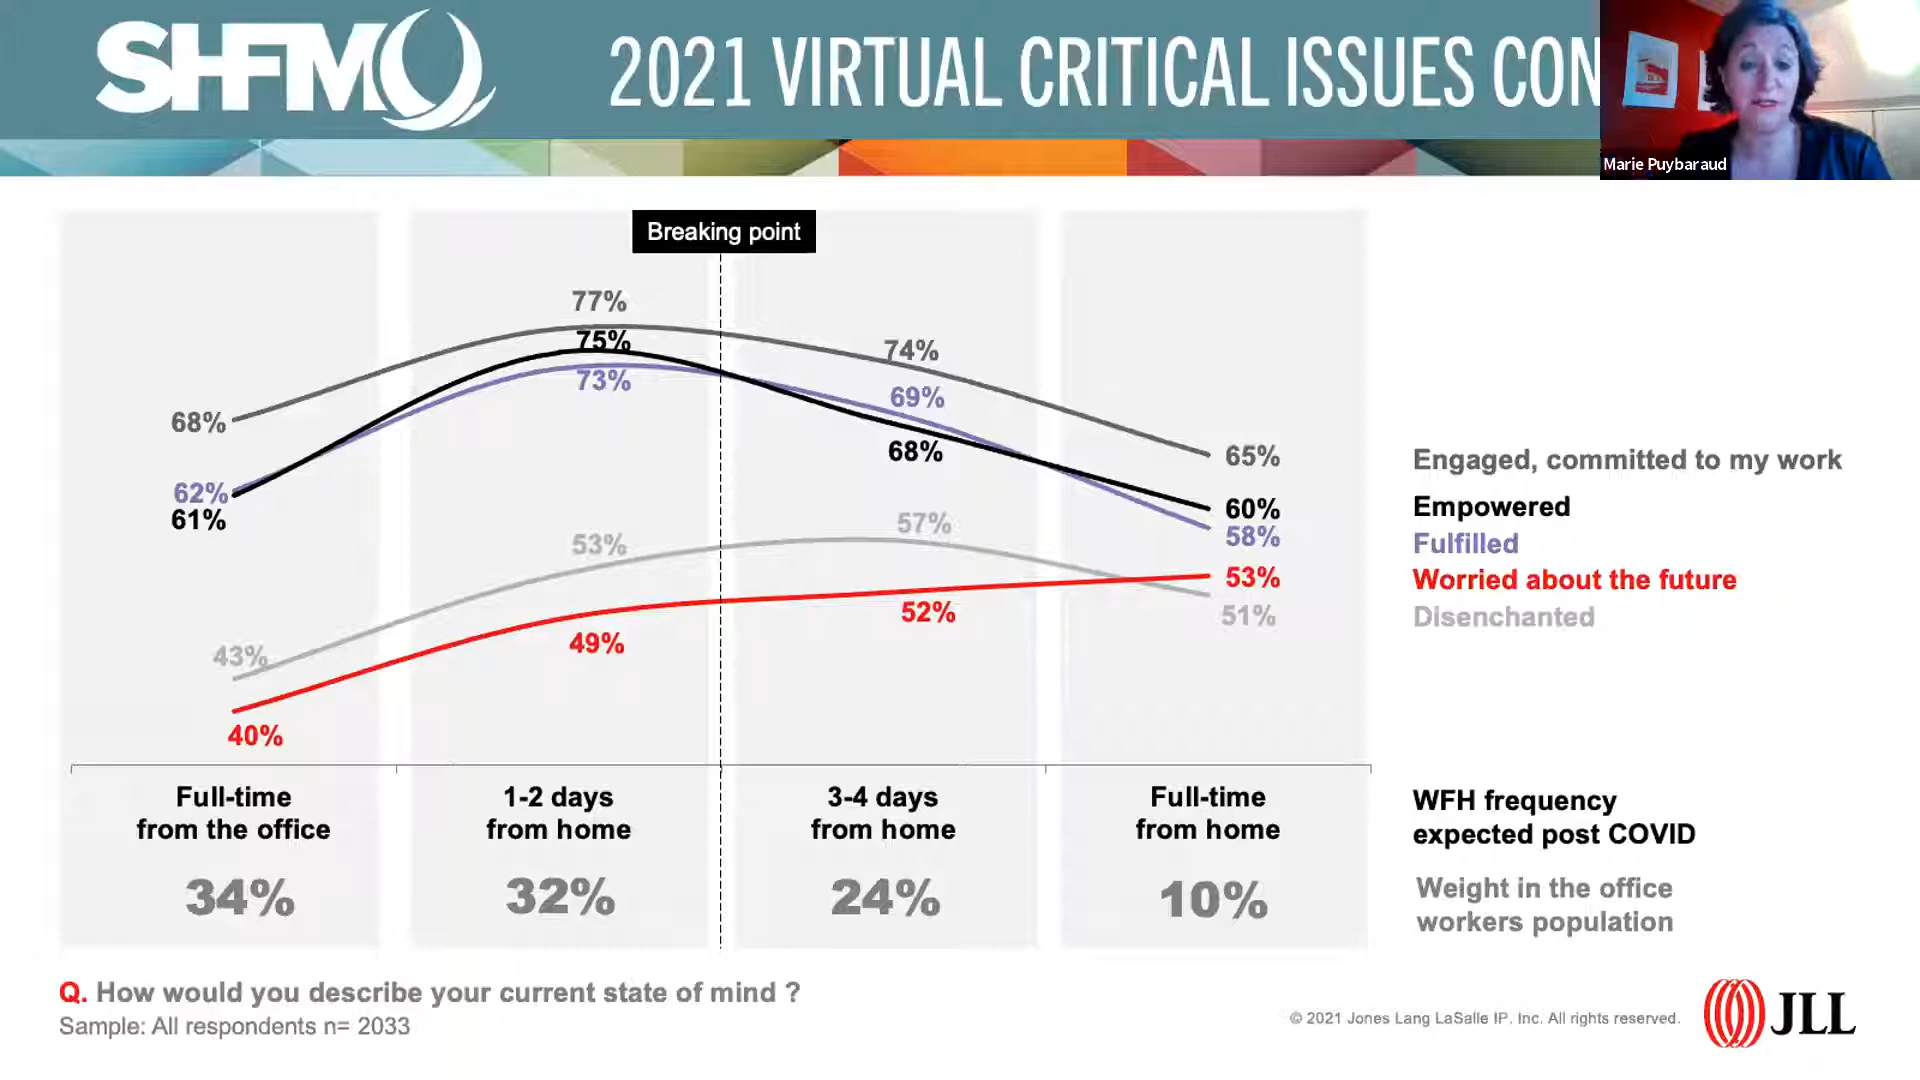 SHFM
2021 VIRTUAL CRITICAL ISSUES CON
Marie Puybaraud
Breaking point
77%
75%
73%
74%
69%
68%
68%
62%
61%
65%
60%
58%
53%
57%
53%
51%
49%
52%
43%
40%
Engaged, committed to my work
Empowered
Fulfilled
Worried about the future
Disenchanted
Full-time
from the office
1-2 days
from home
3-4 days
from home
Full-time
from home
WFH frequency
expected post COVID
34%
32%
24%
10%
Weight in the office
workers population
Q. How would you describe your current state of mind ?
Sample: All respondents n= 2033
© 2021 Jones Lang LaSalle IP. Inc. All rights reserved.
JLL